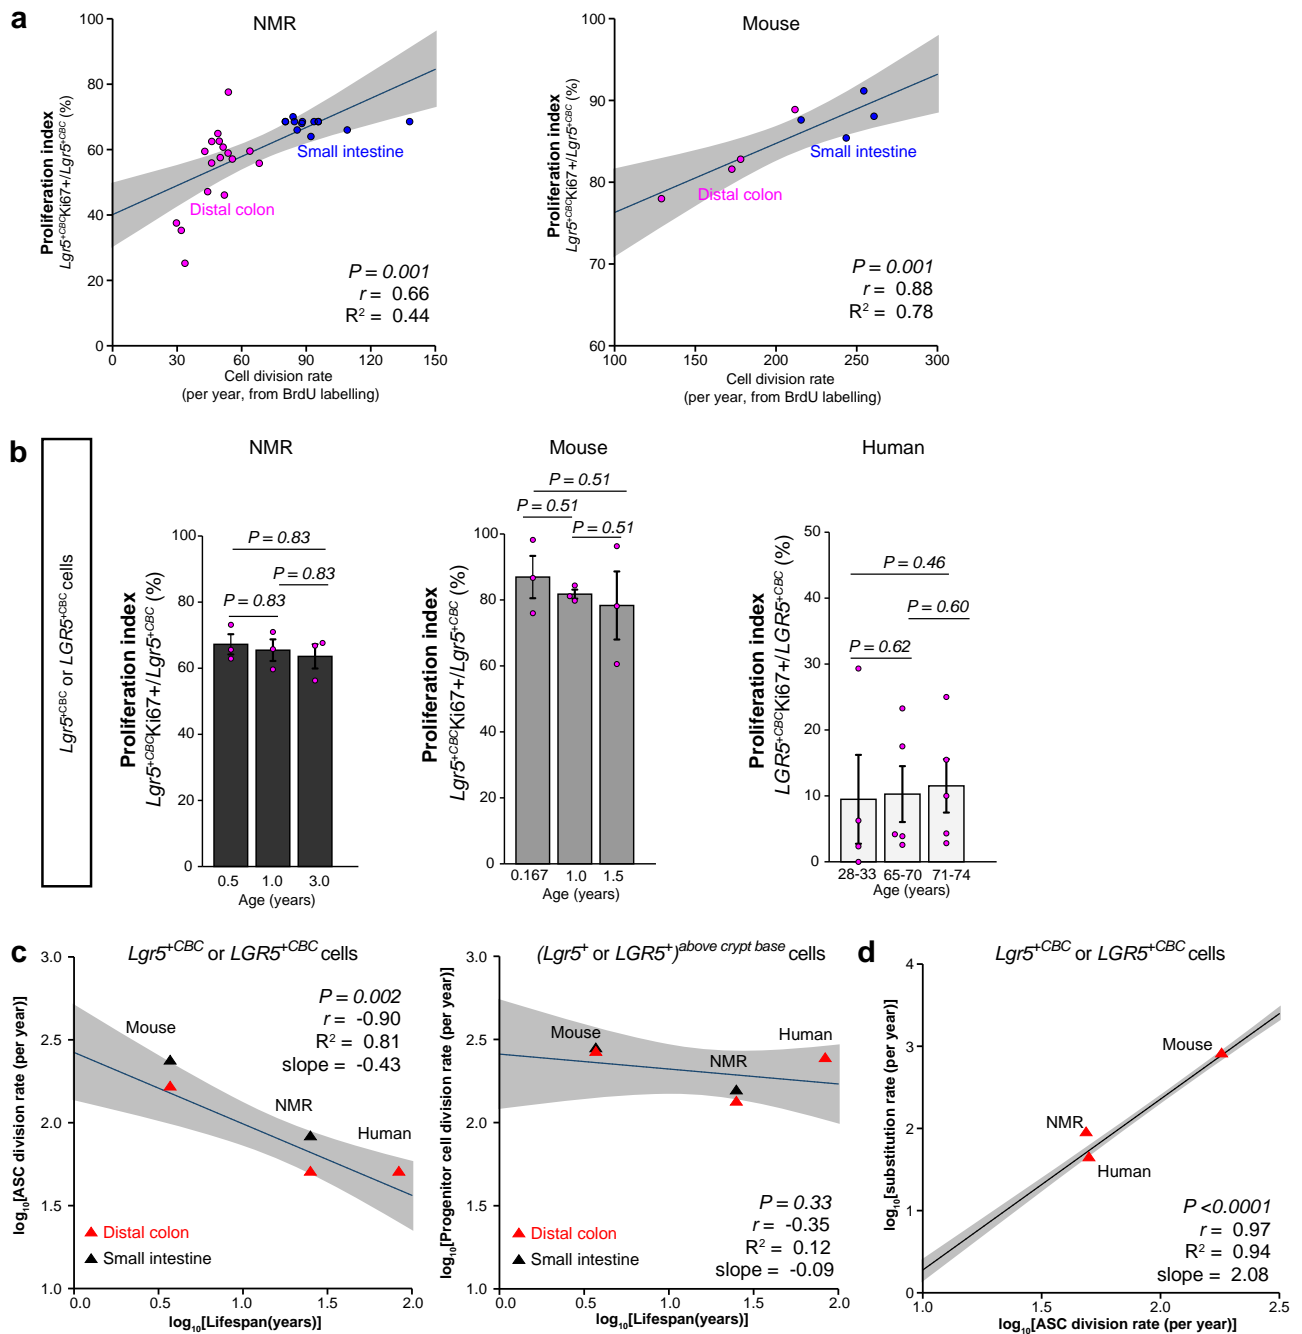 a
NMR
Proliferation index
Lgr5+CBCKi67+/Lgr5+CBC (%)
100
80
60
40
20
0
0 30 60 90 120 150
Small intestine
Distal colon
P = 0.001
r = 0.66
R2 = 0.44
Cell division rate
(per year, from BrdU labelling)
Mouse
Proliferation index
Lgr5+CBCKi67+/Lgr5+CBC (%)
100
90
80
70
60
100 150 200 250 300
Small intestine
Distal colon
P = 0.001
r = 0.88
R2 = 0.78
Cell division rate
(per year, from BrdU labelling)
b
Lgr5+CBC or LGR5+CBC cells
NMR
Proliferation index
Lgr5+CBCKi67+/Lgr5+CBC (%)
100
80
60
40
20
0
P = 0.83
P = 0.83
P = 0.83
0.5 1.0 3.0
Age (years)
Mouse
Proliferation index
Lgr5+CBCKi67+/Lgr5+CBC (%)
100
80
60
40
20
0
P = 0.51
P = 0.51
P = 0.51
0.167 1.0 1.5
Age (years)
Human
Proliferation index
LGR5+CBCKi67+/LGR5+CBC (%)
50
40
30
20
10
0
P = 0.46
P = 0.60
P = 0.62
28-33 65-70 71-74
Age (years)
c
Lgr5+CBC or LGR5+CBC cells
log10[ASC division rate (per year)]
3.0
2.5
2.0
1.5
1.0
P = 0.002
r = -0.90
R2 = 0.81
slope = -0.43
Mouse
NMR
Human
Distal colon
Small intestine
0.0 0.5 1.0 1.5 2.0
log10[Lifespan(years)]
(Lgr5+ or LGR5+)above crypt base cells
log10[Progenitor cell division rate (per year)]
3.0
2.5
2.0
1.5
1.0
Mouse
NMR
Human
P = 0.33
r = -0.35
R2 = 0.12
slope = -0.09
Distal colon
Small intestine
0.0 0.5 1.0 1.5 2.0
log10[Lifespan(years)]
d
Lgr5+CBC or LGR5+CBC cells
log10[substitution rate (per year)]
4
3
2
1
0
Mouse
NMR
Human
P <0.0001
r = 0.97
R2 = 0.94
slope = 2.08
1.0 1.5 2.0 2.5
log10[ASC division rate (per year)]